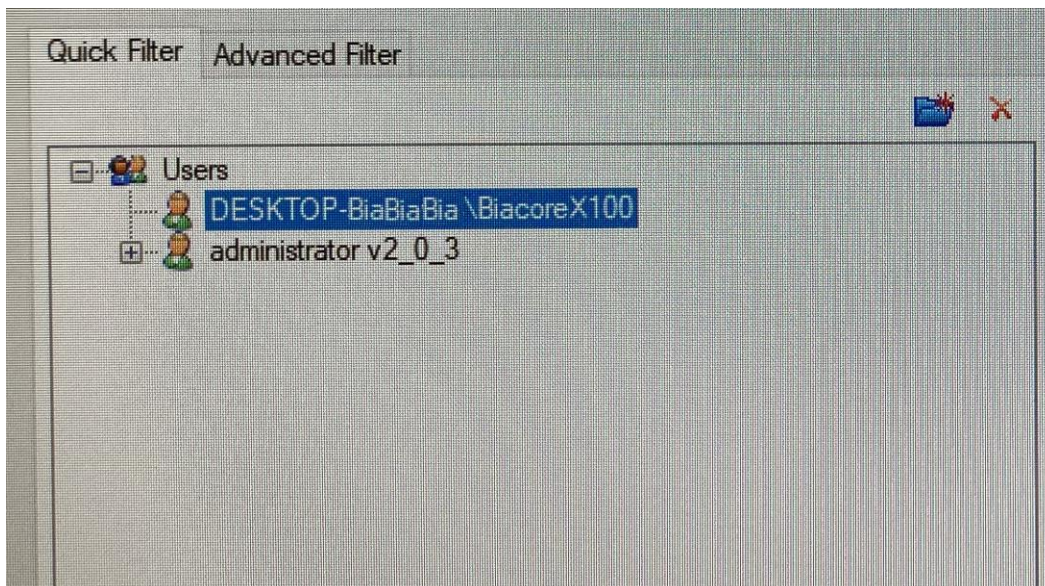 Quick Filter Advanced Filter
Users
DESKTOP-BiaBiaBia \BiacoreX100
administrator v2_0_3